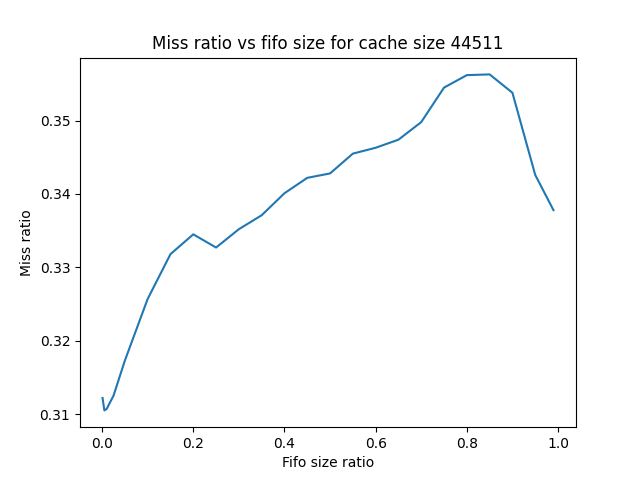 Miss ratio vs fifo size for cache size 44511
Miss ratio
0.35
0.34
0.33
0.32
0.31
0.0 0.2 0.4 0.6 0.8 1.0
Fifo size ratio